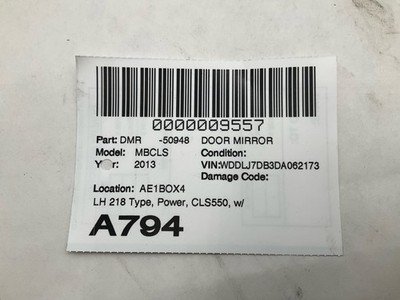 0000009557
Part: DMR -50948 DOOR MIRROR
Model: MBCLS Condition:
Year: 2013 VIN:WDDLJ7DB3DA062173
Damage Code:
Location: AE1BOX4
LH 218 Type, Power, CLS550, w/
A794